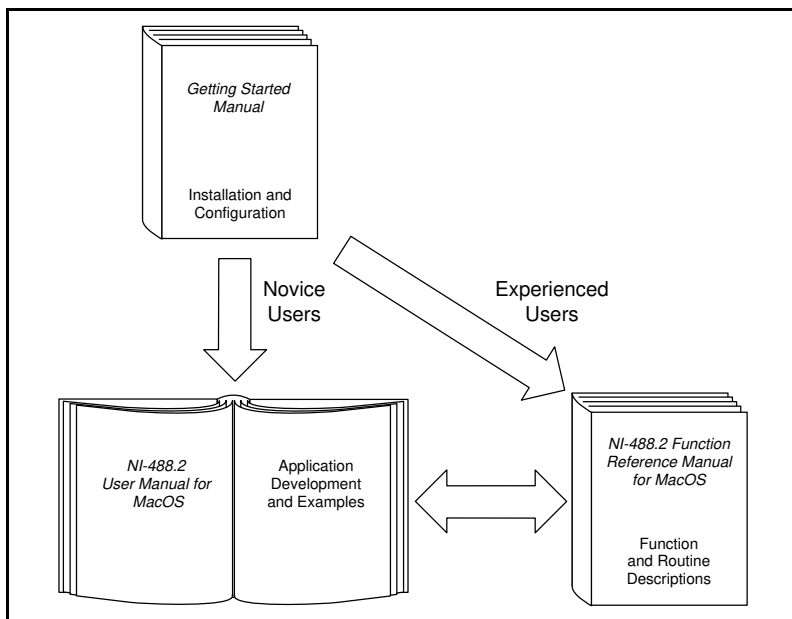 Getting Started
Manual
Installation and
Configuration
Novice
Users
Experienced
Users
NI-488.2
User Manual for
MacOS
Application
Development
and Examples
NI-488.2 Function
Reference Manual
for MacOS
Function
and Routine
Descriptions